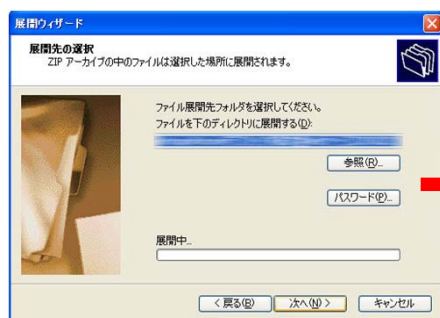 展開ウィザード
展開先の選択
ZIP アーカイブの中のファイルは選択した場所に展開されます。
ファイル展開先フォルダを選択してください。
ファイルを下のディレクトリに展開する(D):
参照(R)...
パスワード(P)...
展開中...
< 戻る(B)
次へ(N) >
キャンセル